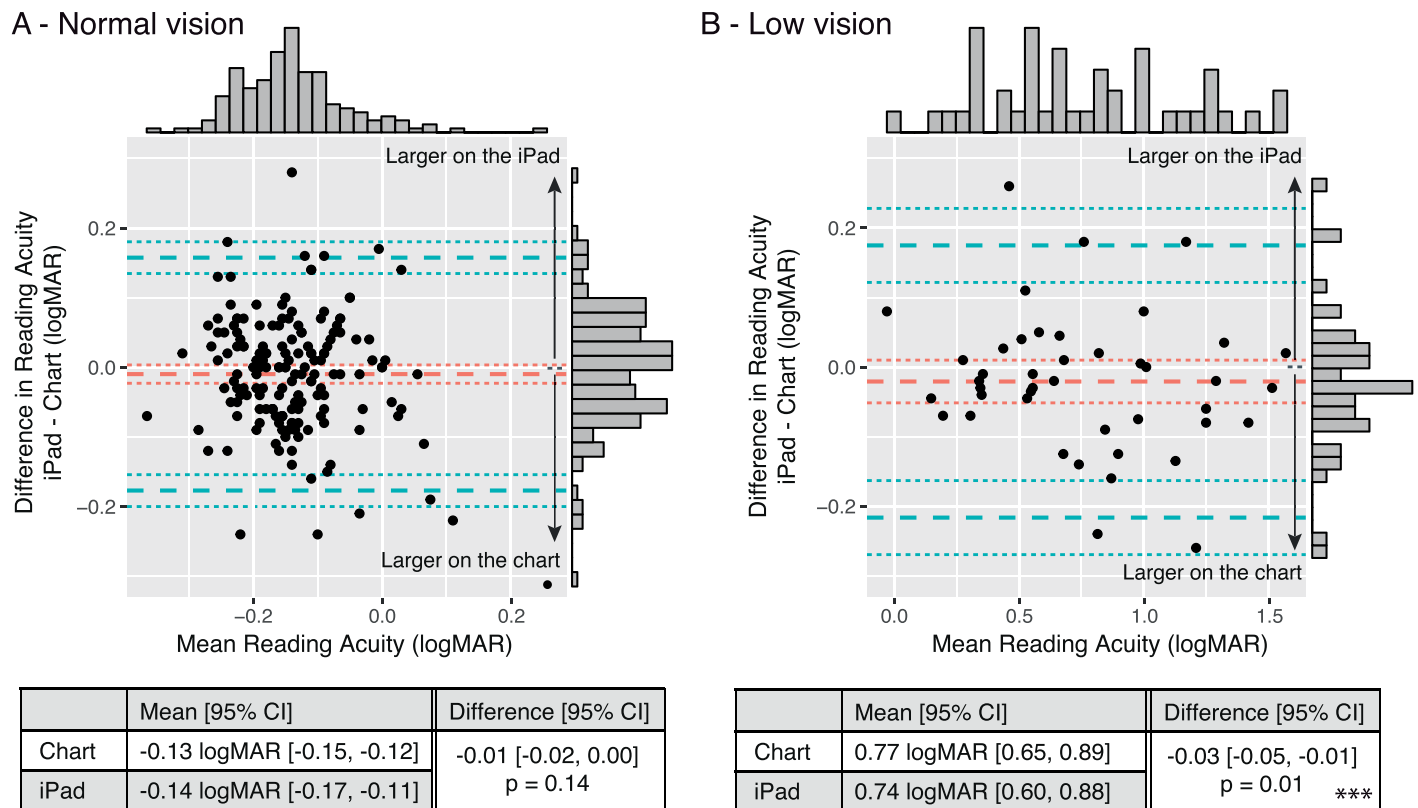 A - Normal vision
Larger on the iPad
0.2
0.0
−0.2
Difference in Reading Acuity
iPad - Chart (logMAR)
Larger on the chart
−0.2 0.0 0.2
Mean Reading Acuity (logMAR)
Mean [95% CI] Difference [95% CI]
Chart -0.13 logMAR [-0.15, -0.12] -0.01 [-0.02, 0.00]
iPad -0.14 logMAR [-0.17, -0.11] p = 0.14
B - Low vision
Larger on the iPad
0.2
0.0
−0.2
Difference in Reading Acuity
iPad - Chart (logMAR)
Larger on the chart
0.0 0.5 1.0 1.5
Mean Reading Acuity (logMAR)
Mean [95% CI] Difference [95% CI]
Chart 0.77 logMAR [0.65, 0.89] -0.03 [-0.05, -0.01]
iPad 0.74 logMAR [0.60, 0.88] p = 0.01 ***